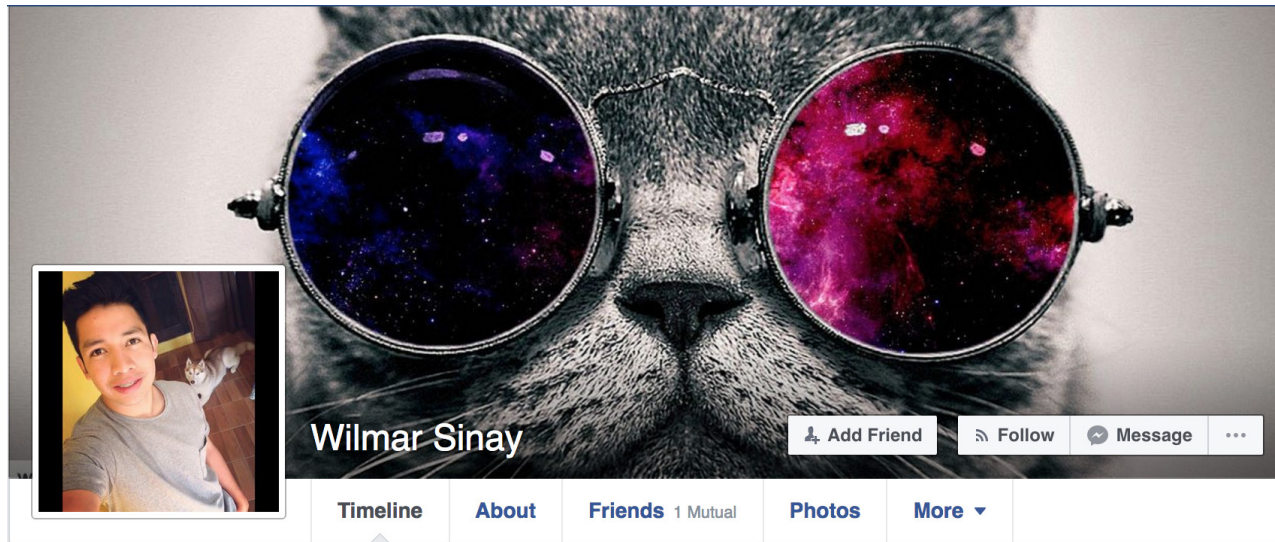 Wilmar Sinay
Add Friend Follow Message
Timeline About Friends 1 Mutual Photos More